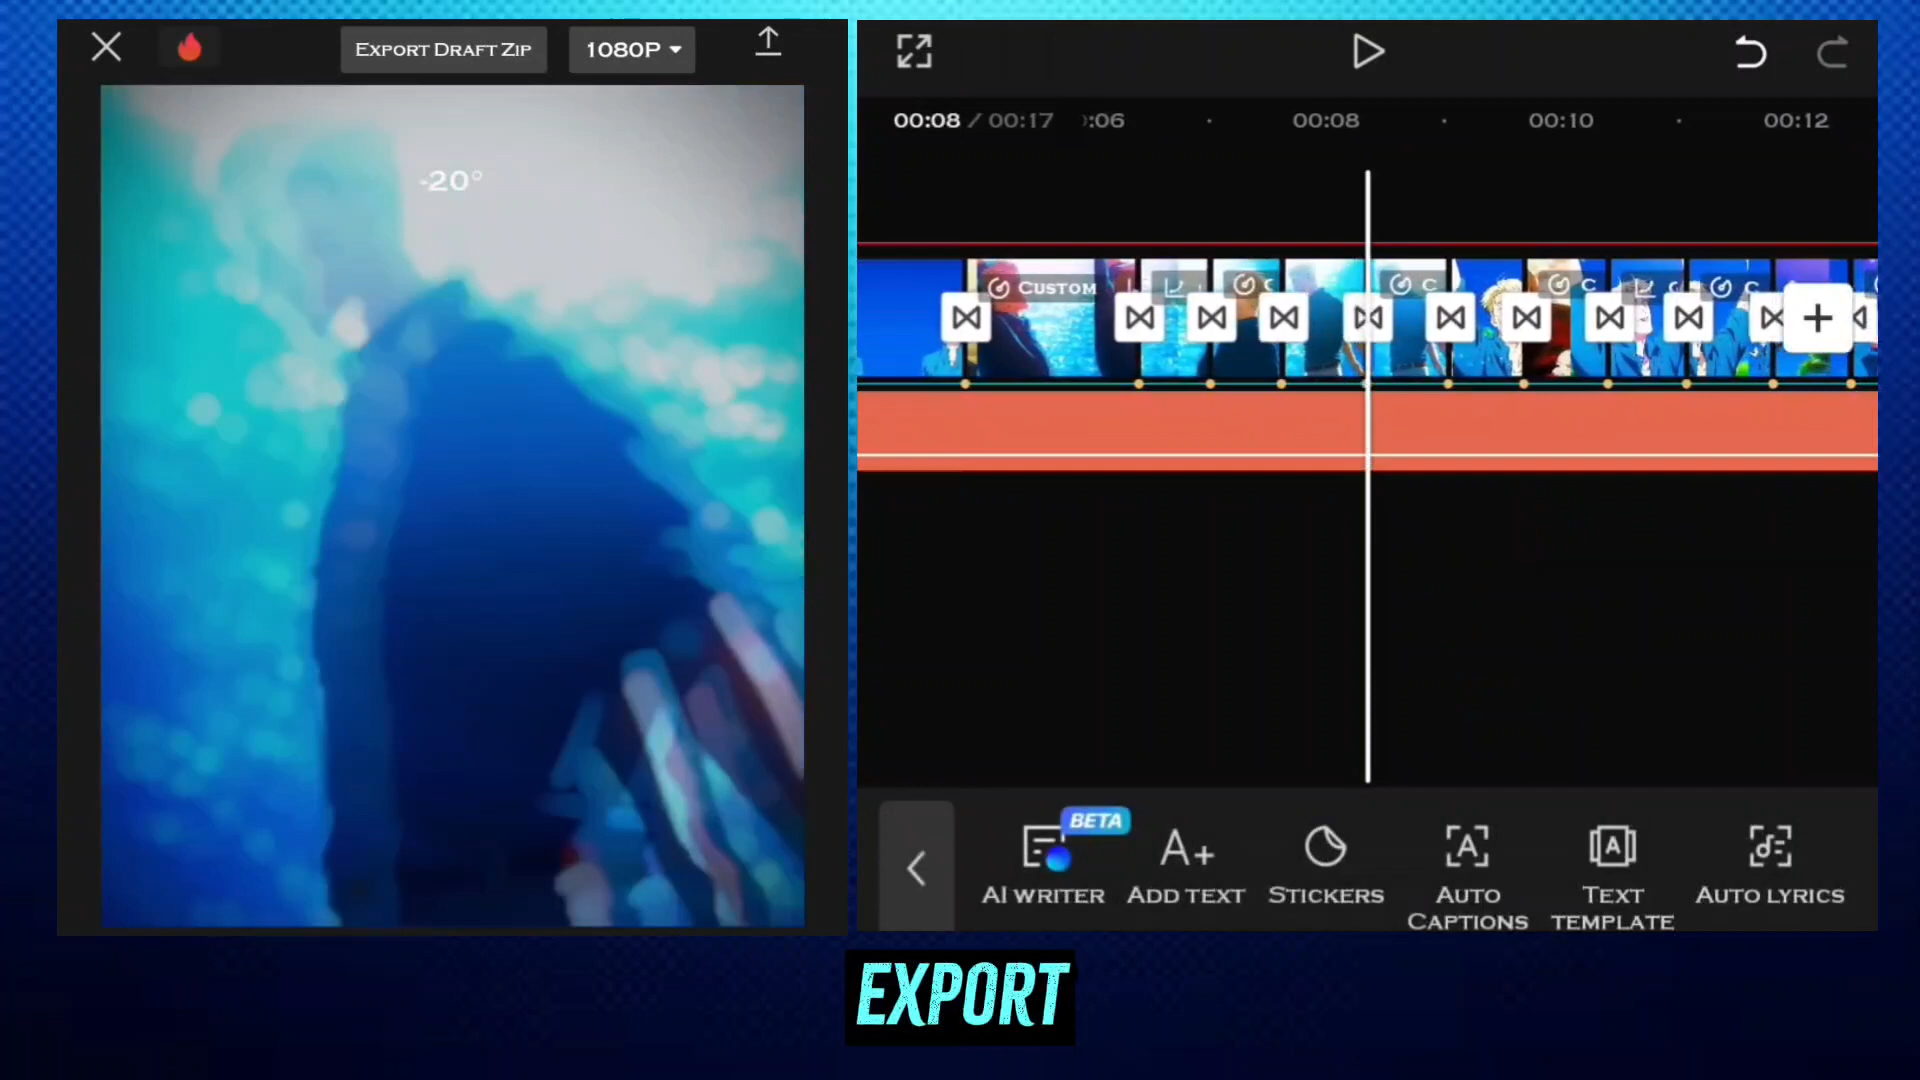 EXPORT DRAFT ZIP
1080P
-20°
00:08 / 00:17
:06
00:08
00:10
00:12
CUSTOM
C
C
C
C
BETA
AI WRITER
ADD TEXT
STICKERS
AUTO CAPTIONS
TEXT TEMPLATE
AUTO LYRICS
EXPORT